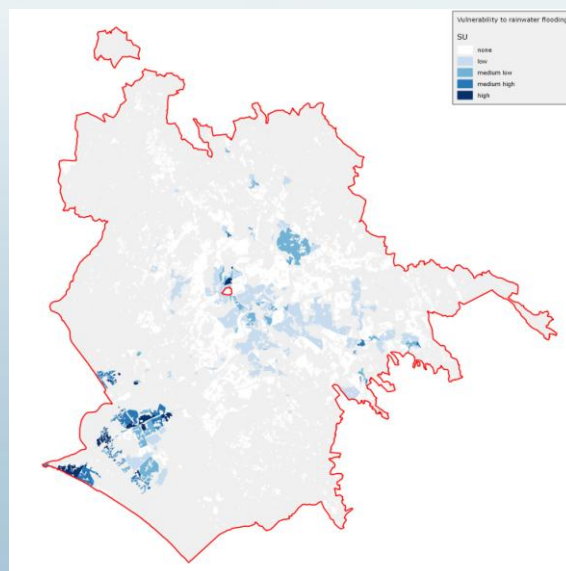 Vulnerability to rainwater flooding
SU
none
low
medium low
medium high
high